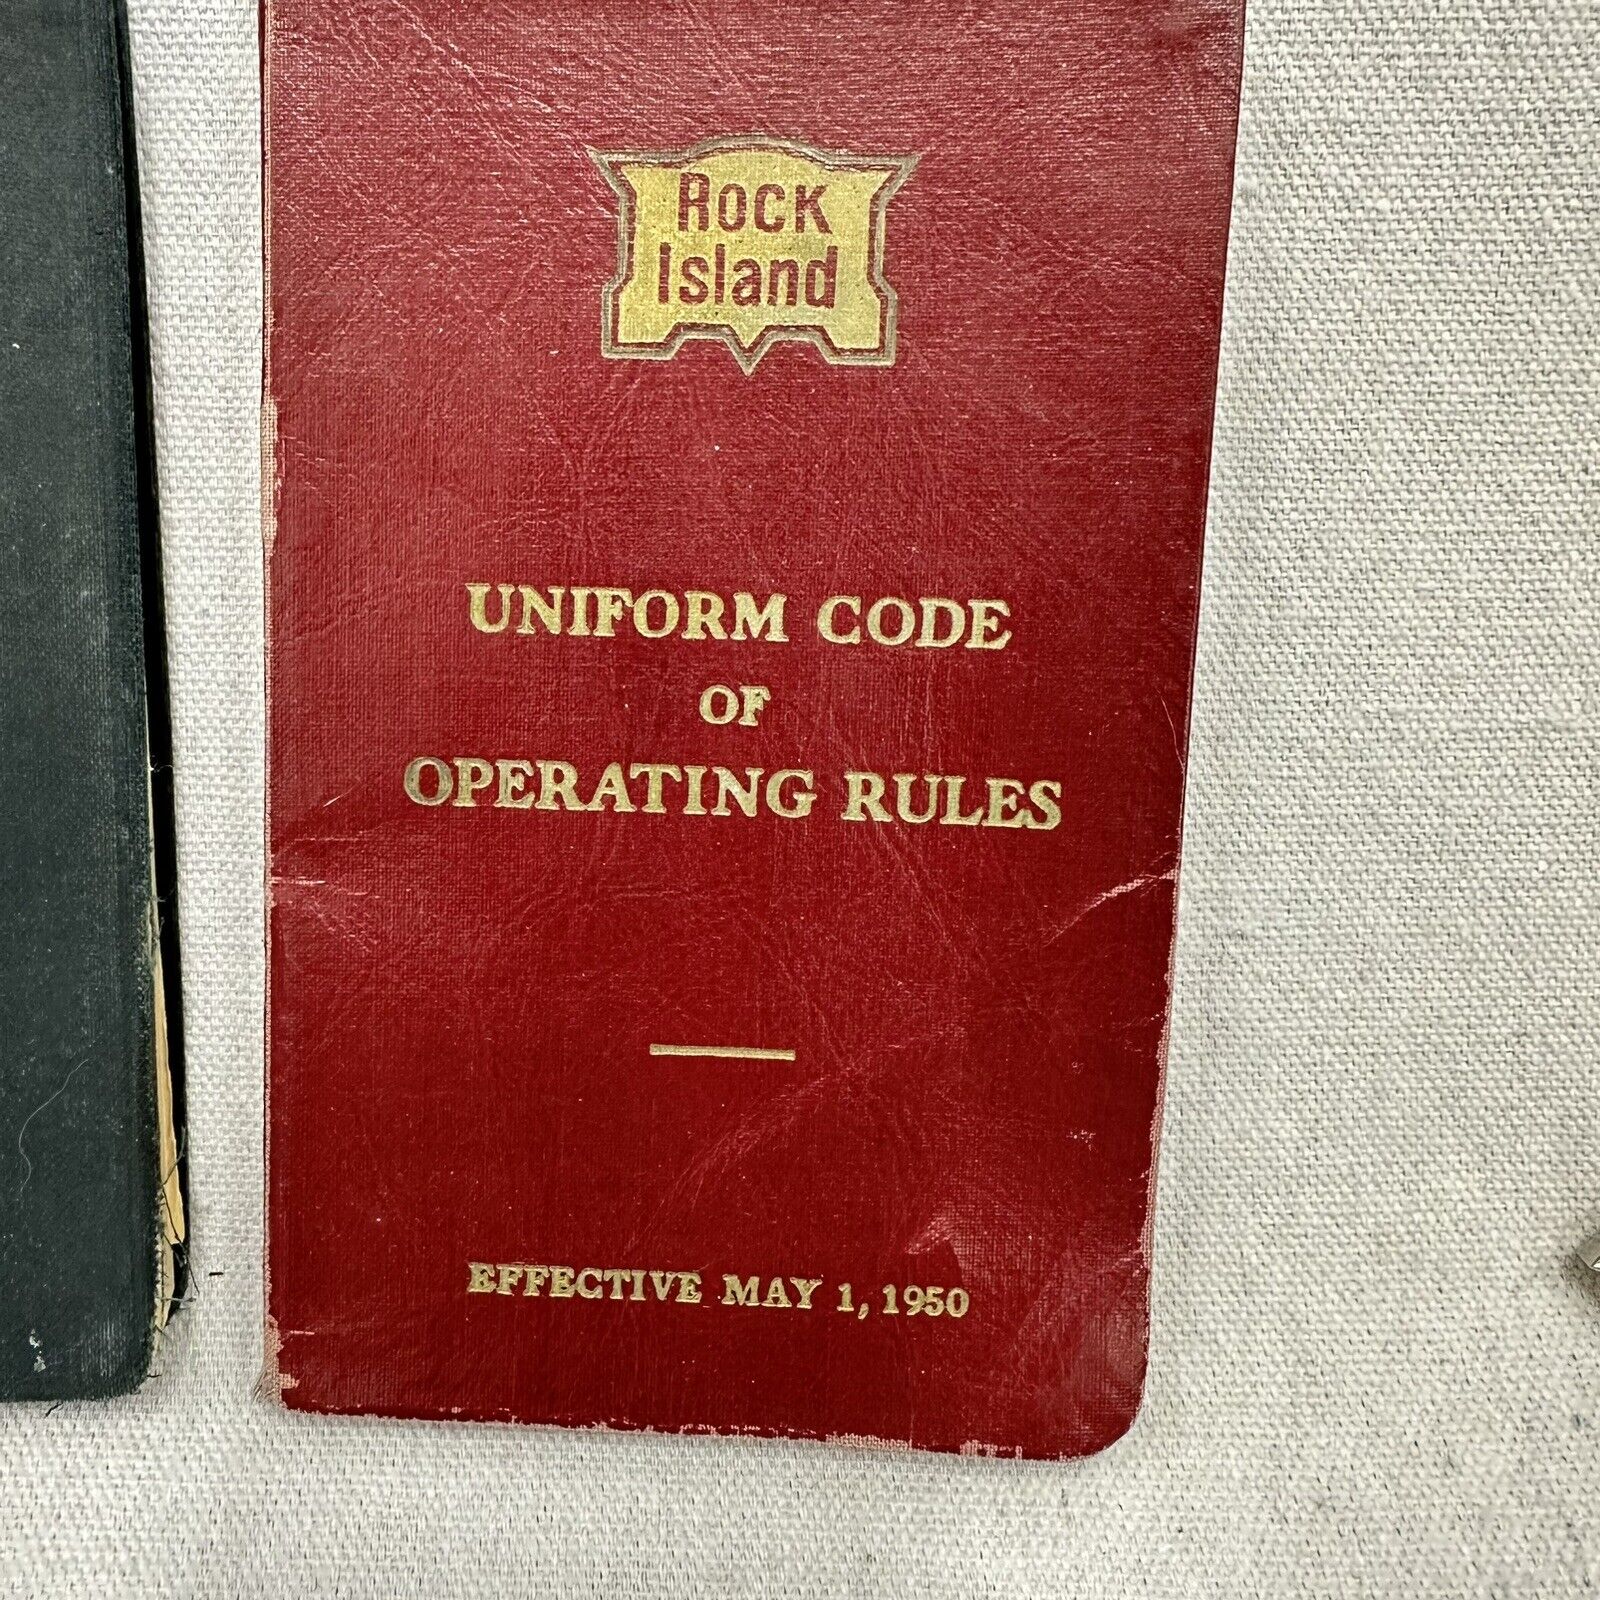 Rock
Island
UNIFORM CODE
OF
OPERATING RULES
EFFECTIVE MAY 1, 1950